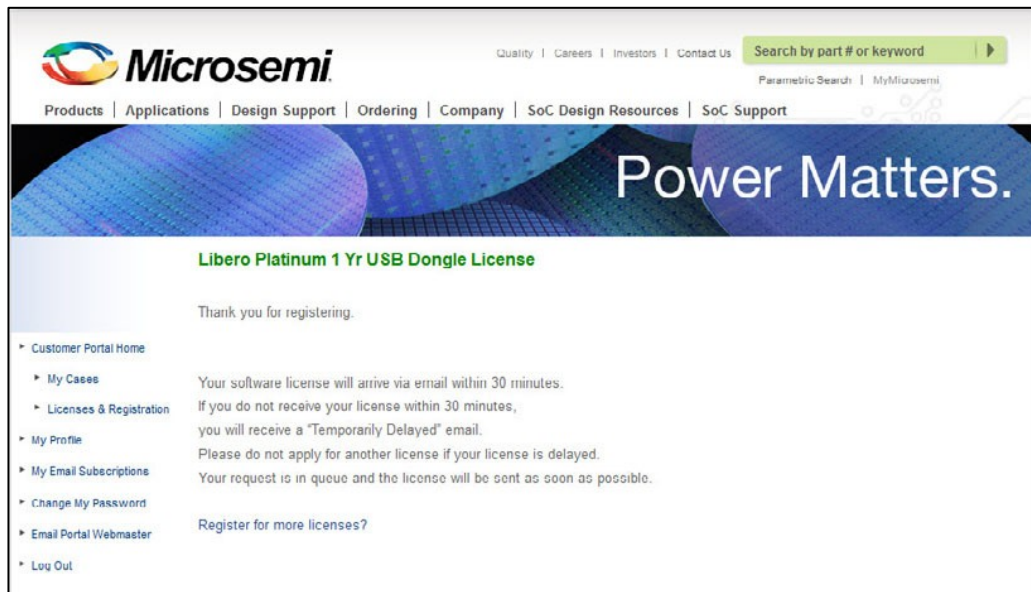 Microsemi.
Quality | Careers | Investors | Contact Us
Search by part # or keyword
Parametric Search | MyMicrosemi
Products | Applications | Design Support | Ordering | Company | SoC Design Resources | SoC Support
Power Matters.
Libero Platinum 1 Yr USB Dongle License
Thank you for registering.
Customer Portal Home
My Cases
Licenses & Registration
My Profile
My Email Subscriptions
Change My Password
Email Portal Webmaster
Log Out
Your software license will arrive via email within 30 minutes.
If you do not receive your license within 30 minutes,
you will receive a "Temporarily Delayed" email.
Please do not apply for another license if your license is delayed.
Your request is in queue and the license will be sent as soon as possible.
Register for more licenses?